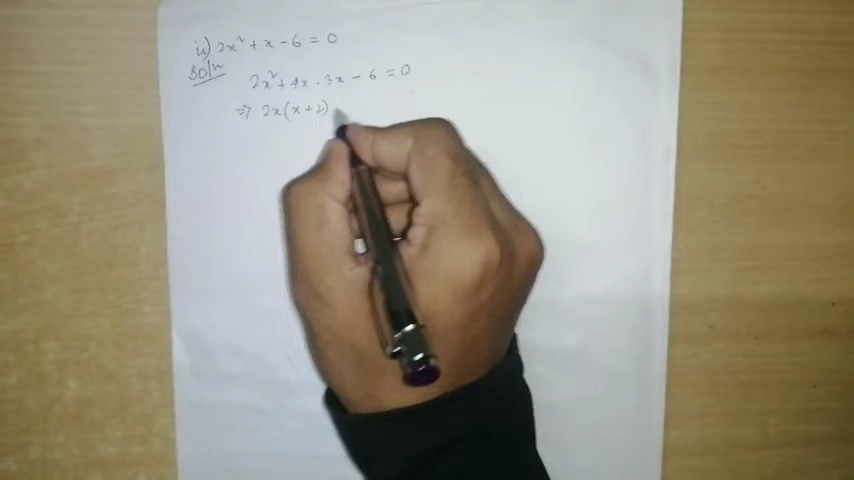 ii) 2x² + x - 6 = 0
Solⁿ
2x² + 4x - 3x - 6 = 0
⇒ 2x(x + 2)